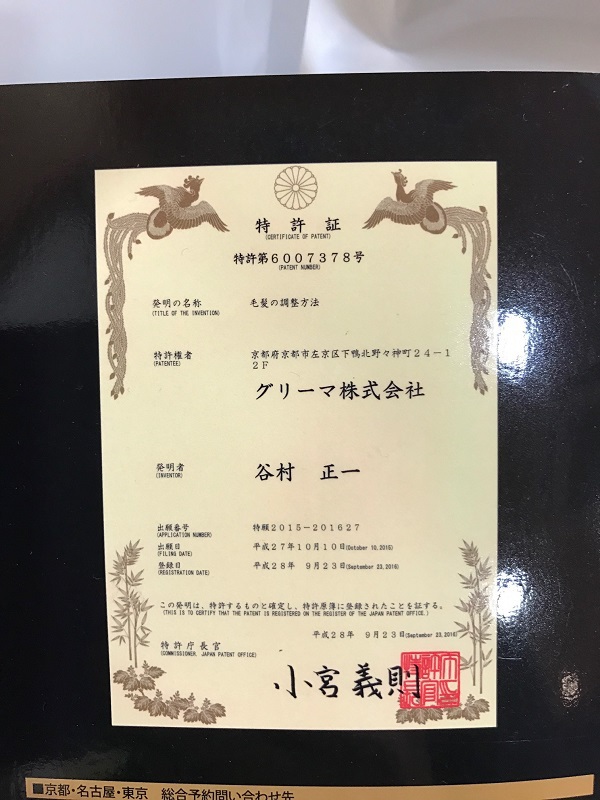 特許証
(CERTIFICATE OF PATENT)
特許第6007378号
(PATENT NUMBER)
発明の名称 毛髪の調整方法
(TITLE OF THE INVENTION)
特許権者 京都府京都市左京区下鴨北野々神町24-1
(PATENTEE) 2F
グリーマ株式会社
発明者 谷村 正一
(INVENTOR)
出願番号 特願2015-201627
(APPLICATION NUMBER)
出願日 平成27年10月10日(October 10,2015)
(FILING DATE)
登録日 平成28年 9月23日(September 23,2016)
(REGISTRATION DATE)
この発明は、特許するものと確定し、特許原簿に登録されたことを証する。
(THIS IS TO CERTIFY THAT THE PATENT IS REGISTERED ON THE REGISTER OF THE JAPAN PATENT OFFICE.)
平成28年 9月23日(September 23,2016)
特許庁長官
(COMMISSIONER, JAPAN PATENT OFFICE)
小宮義則
■京都・名古屋・東京 総合予約問い合わせ先